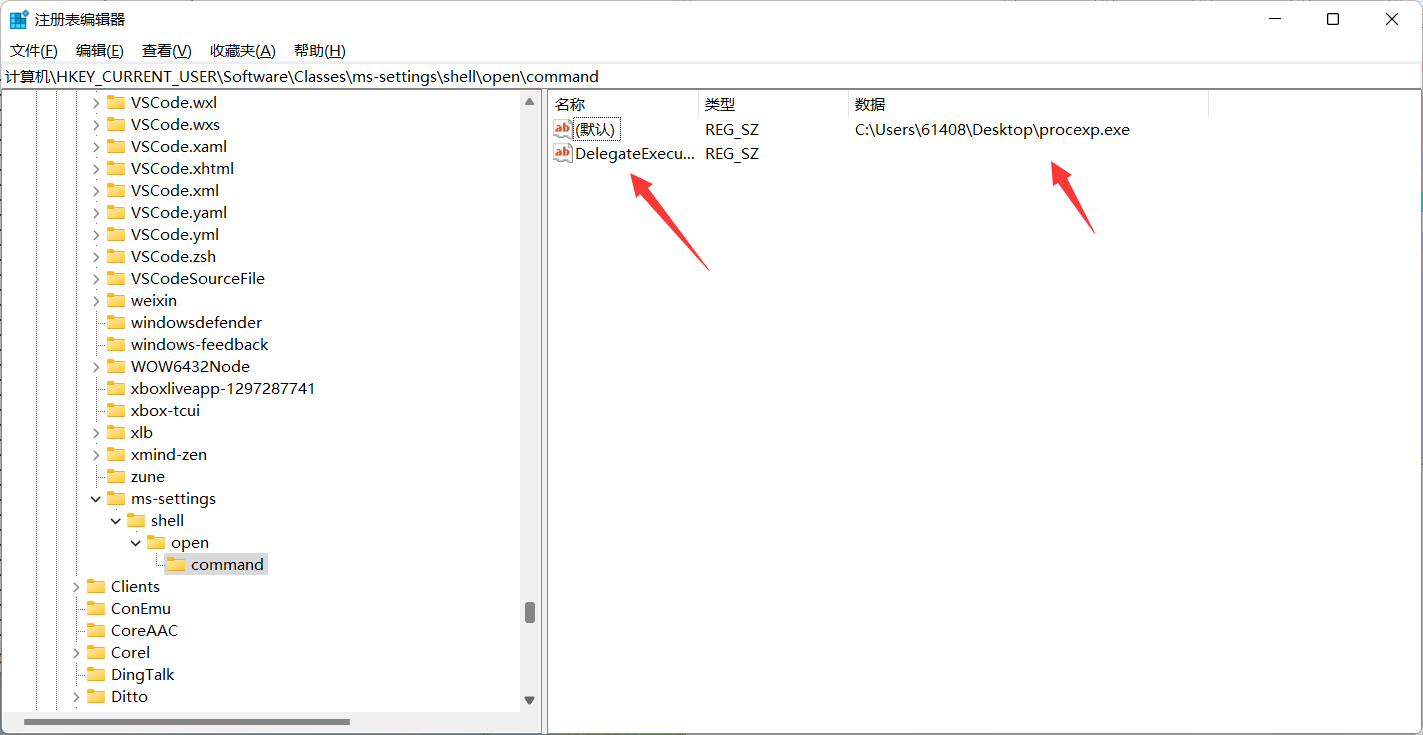 注册表编辑器
文件(F) 编辑(E) 查看(V) 收藏夹(A) 帮助(H)
计算机\HKEY_CURRENT_USER\Software\Classes\ms-settings\shell\open\command
VSCode.wxl
VSCode.wxs
VSCode.xaml
VSCode.xhtml
VSCode.xml
VSCode.yaml
VSCode.yml
VSCode.zsh
VSCodeSourceFile
weixin
windowsdefender
windows-feedback
WOW6432Node
xboxliveapp-1297287741
xbox-tcui
xlb
xmind-zen
zune
ms-settings
shell
open
command
Clients
ConEmu
CoreAAC
Corel
DingTalk
Ditto
名称 类型 数据
ab (默认) REG_SZ C:\Users\61408\Desktop\procexp.exe
ab DelegateExecu... REG_SZ